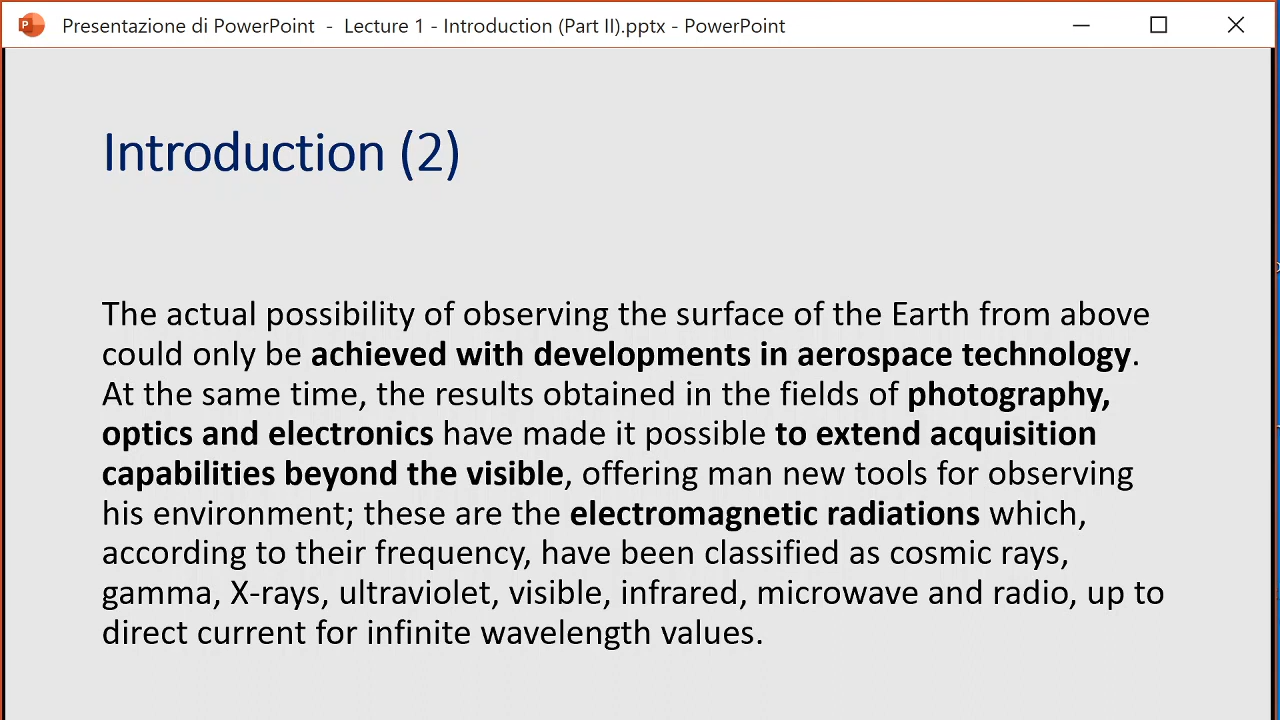 Presentazione di PowerPoint - Lecture 1 - Introduction (Part II).pptx - PowerPoint
Introduction (2)
The actual possibility of observing the surface of the Earth from above
could only be achieved with developments in aerospace technology.
At the same time, the results obtained in the fields of photography,
optics and electronics have made it possible to extend acquisition
capabilities beyond the visible, offering man new tools for observing
his environment; these are the electromagnetic radiations which,
according to their frequency, have been classified as cosmic rays,
gamma, X-rays, ultraviolet, visible, infrared, microwave and radio, up to
direct current for infinite wavelength values.